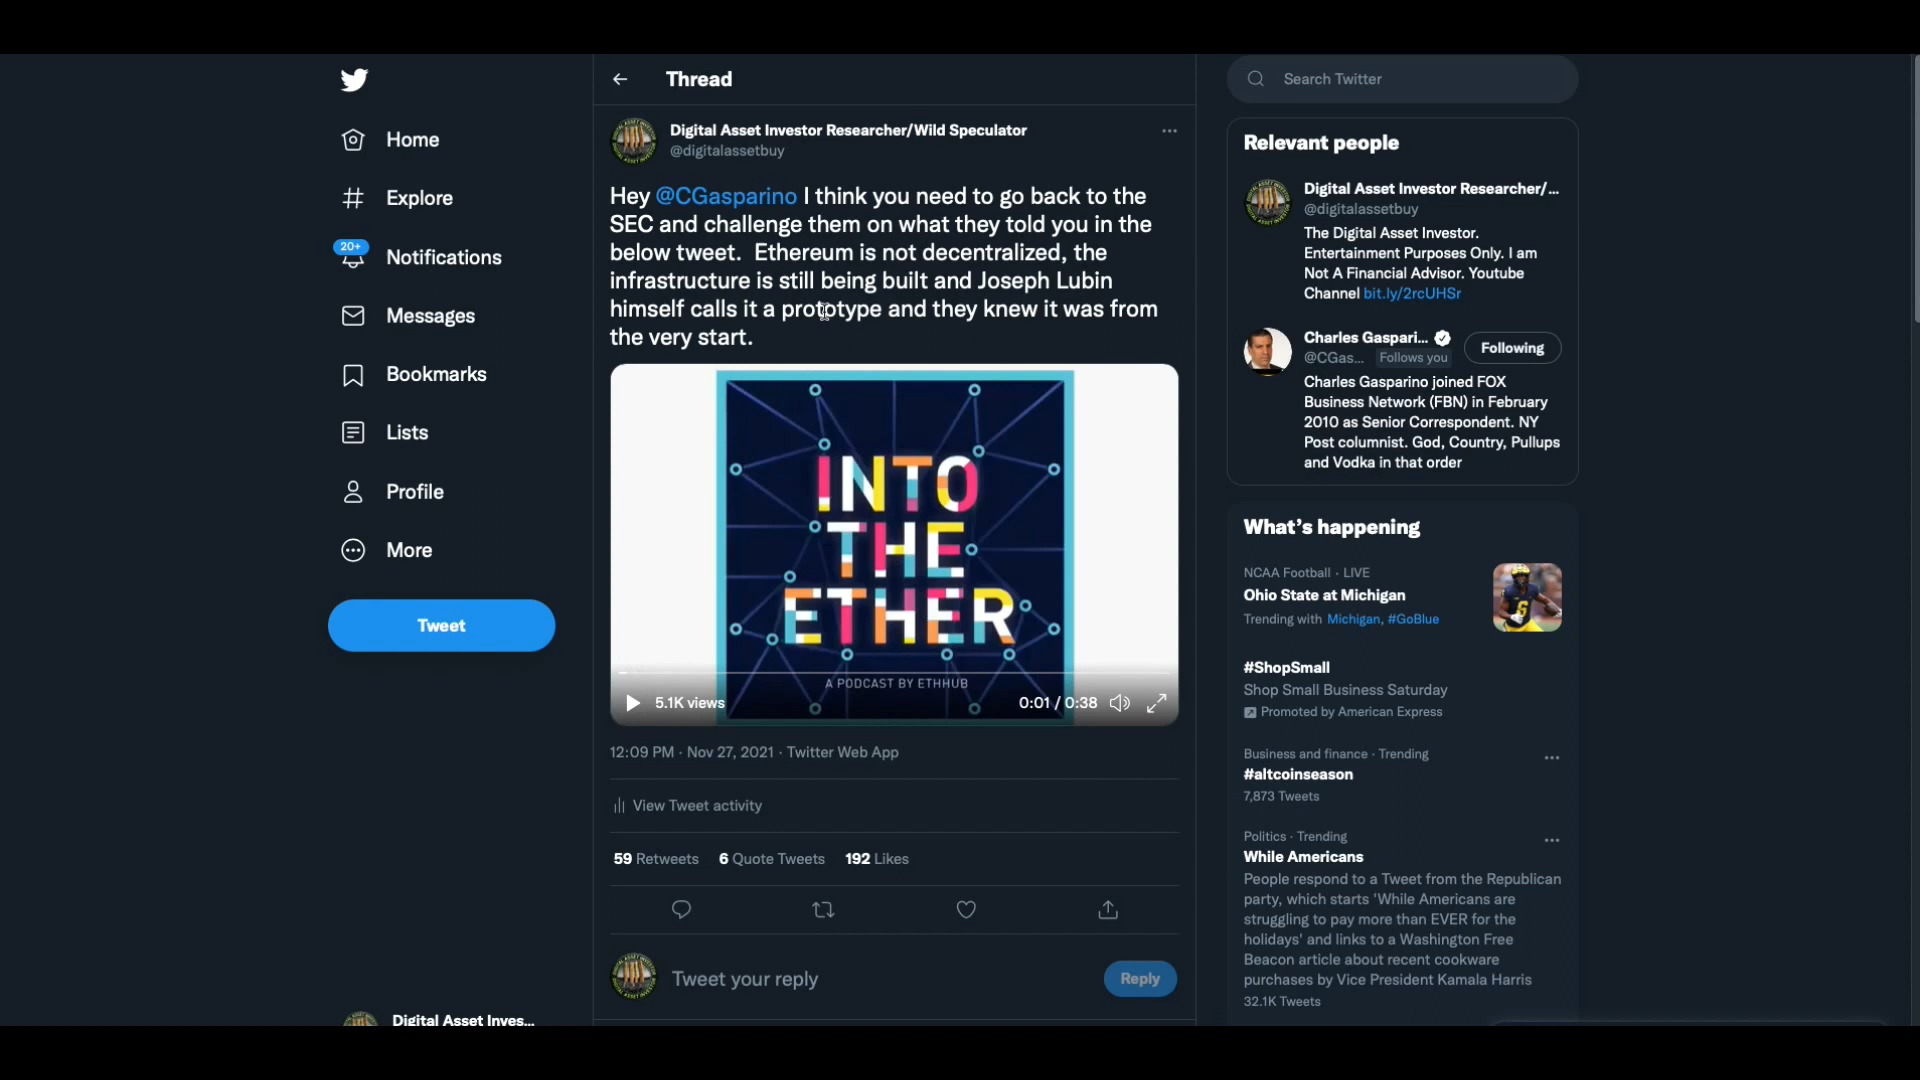 Thread
Search Twitter
Home
Explore
20+
Notifications
Messages
Bookmarks
Lists
Profile
More
Tweet
Digital Asset Inves...
Digital Asset Investor Researcher/Wild Speculator
@digitalassetbuy
Hey @CGasparino I think you need to go back to the
SEC and challenge them on what they told you in the
below tweet. Ethereum is not decentralized, the
infrastructure is still being built and Joseph Lubin
himself calls it a prototype and they knew it was from
the very start.
INTO
THE
ETHER
A PODCAST BY ETHHUB
5.1K views
0:01 / 0:38
12:09 PM · Nov 27, 2021 · Twitter Web App
View Tweet activity
59 Retweets 6 Quote Tweets 192 Likes
Tweet your reply
Reply
Relevant people
Digital Asset Investor Researcher/...
@digitalassetbuy
The Digital Asset Investor.
Entertainment Purposes Only. I am
Not A Financial Advisor. Youtube
Channel bit.ly/2rcUHSr
Charles Gaspari...
@CGas... Follows you
Following
Charles Gasparino joined FOX
Business Network (FBN) in February
2010 as Senior Correspondent. NY
Post columnist. God, Country, Pullups
and Vodka in that order
What's happening
NCAA Football · LIVE
Ohio State at Michigan
Trending with Michigan, #GoBlue
#ShopSmall
Shop Small Business Saturday
Promoted by American Express
Business and finance · Trending
#altcoinseason
7,873 Tweets
Politics · Trending
While Americans
People respond to a Tweet from the Republican
party, which starts 'While Americans are
struggling to pay more than EVER for the
holidays' and links to a Washington Free
Beacon article about recent cookware
purchases by Vice President Kamala Harris
32.1K Tweets